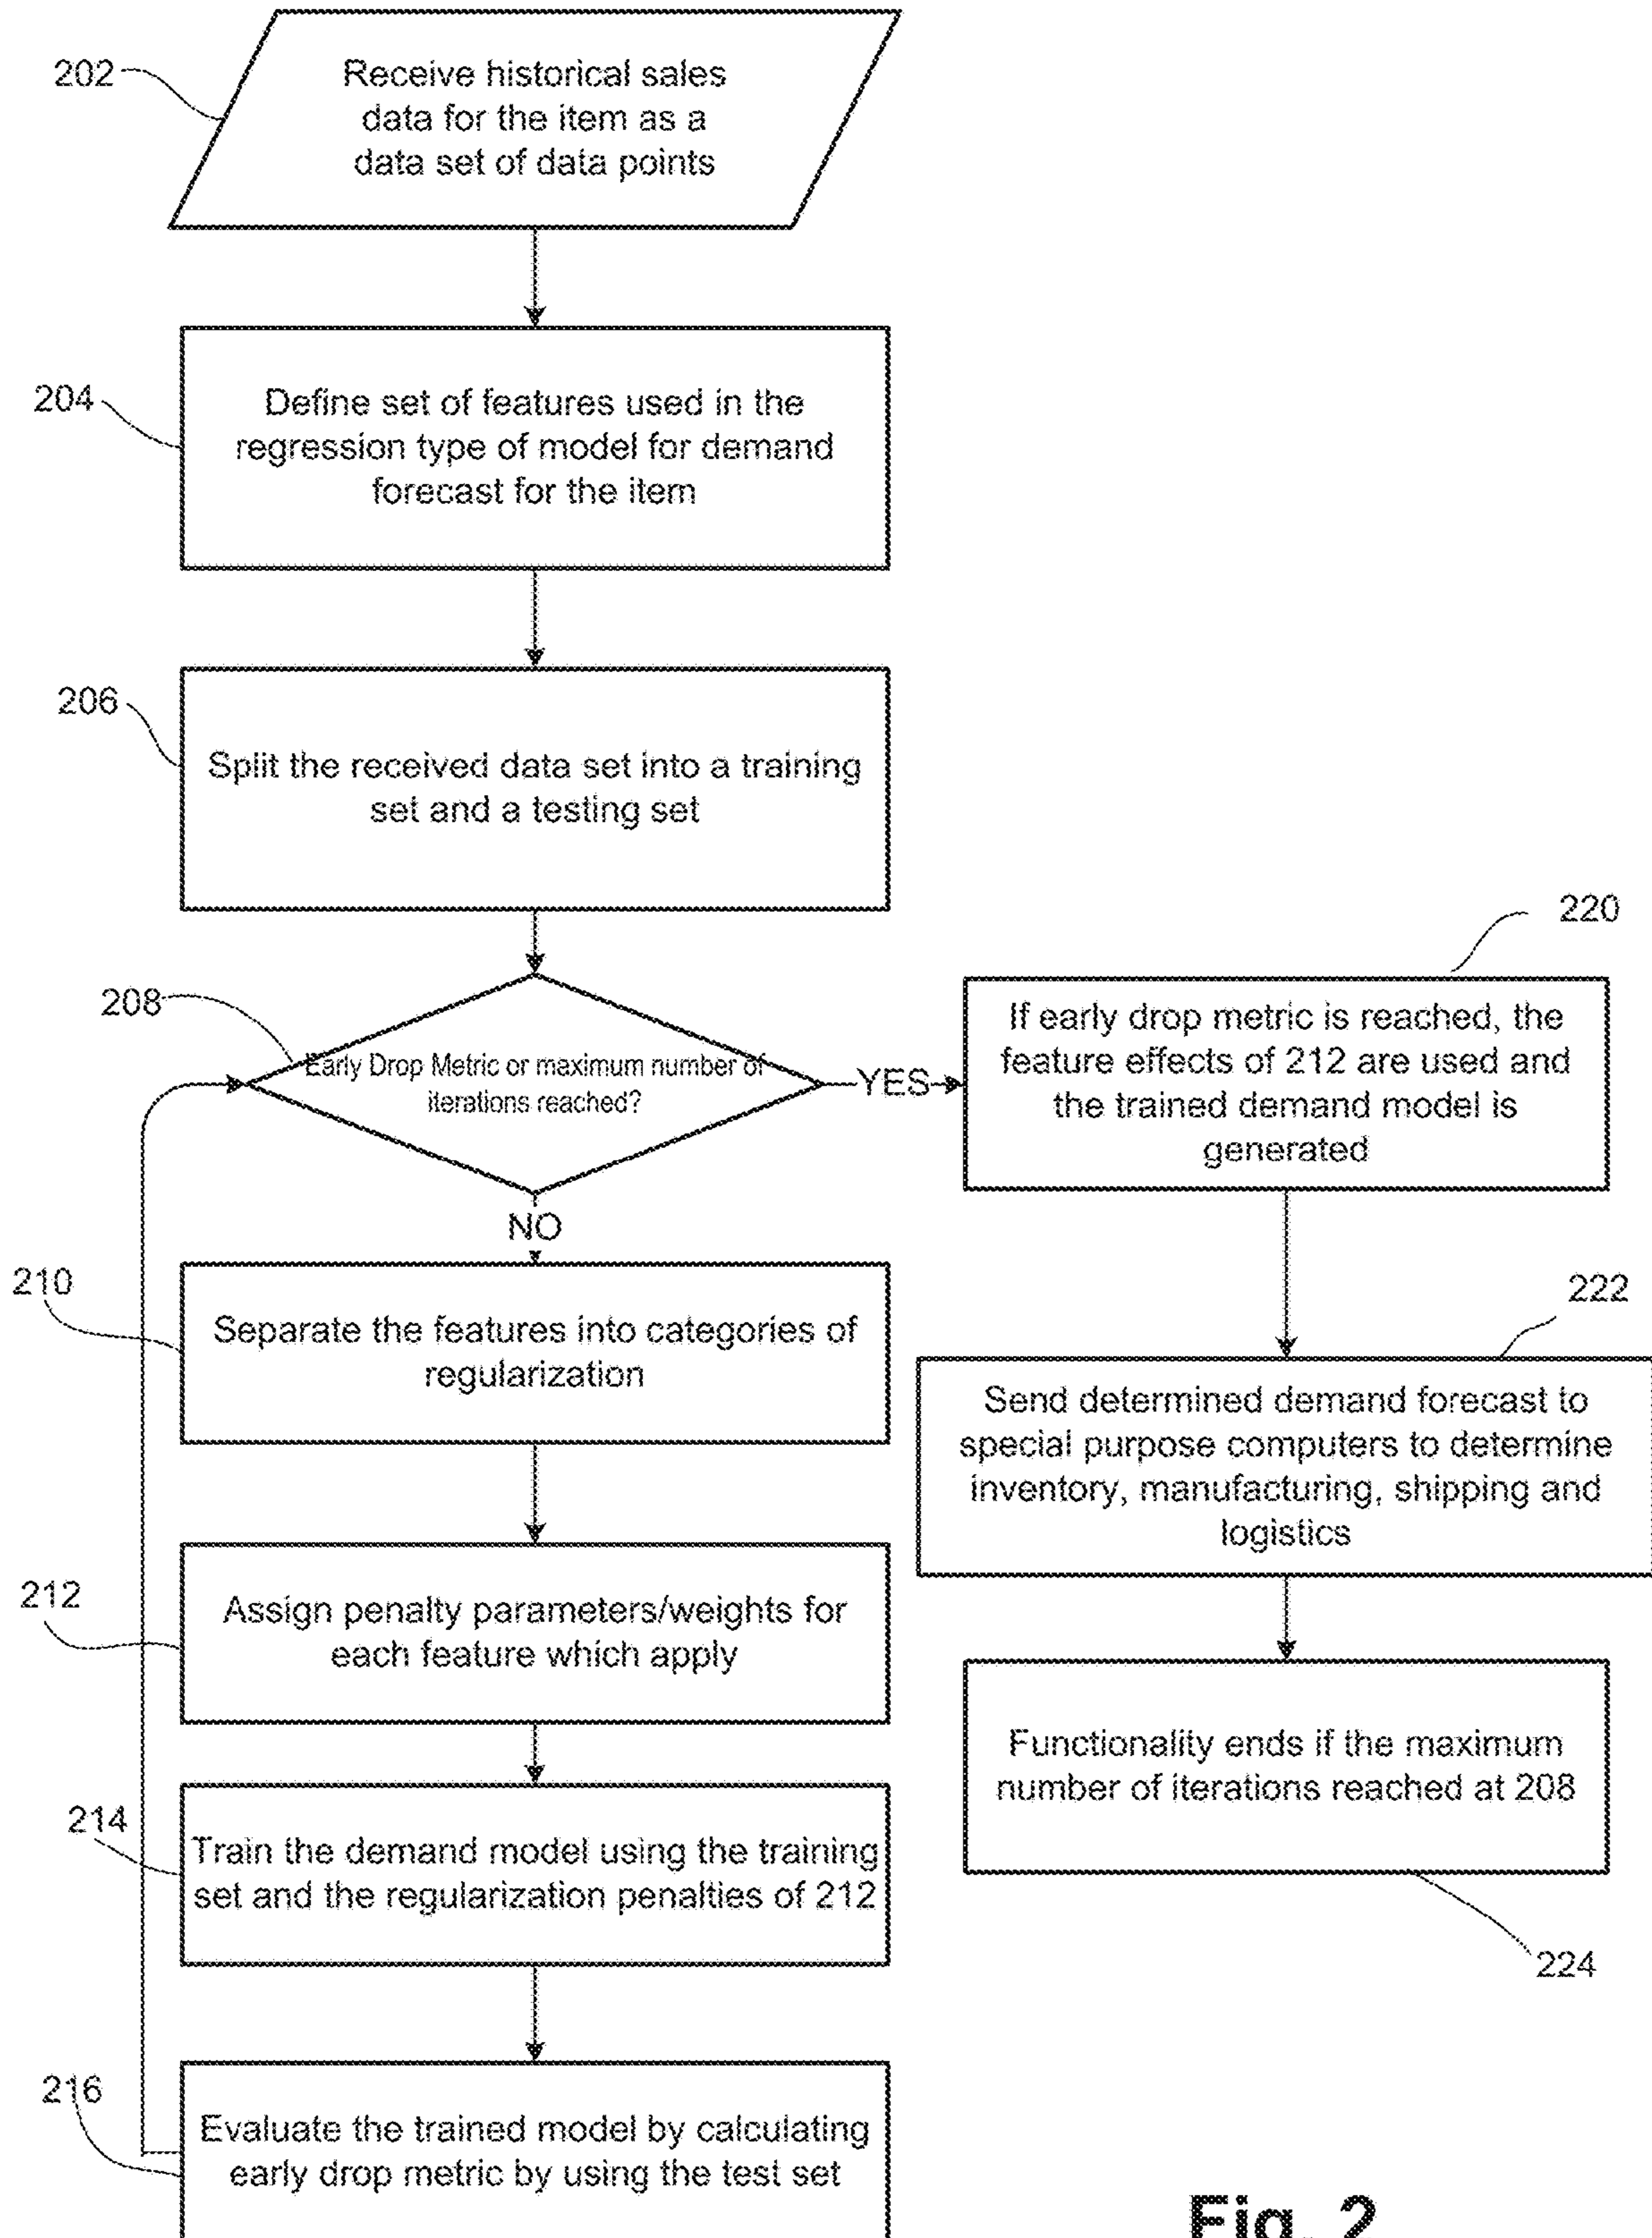 202
Receive historical sales
data for the item as a
data set of data points
204
Define set of features used in the
regression type of model for demand
forecast for the item
206
Split the received data set into a training
set and a testing set
208
Early Drop Metric or maximum number of
iterations reached?
YES
220
If early drop metric is reached, the
feature effects of 212 are used and
the trained demand model is
generated
NO
210
Separate the features into categories of
regularization
222
Send determined demand forecast to
special purpose computers to determine
inventory, manufacturing, shipping and
logistics
212
Assign penalty parameters/weights for
each feature which apply
Functionality ends if the maximum
number of iterations reached at 208
224
214
Train the demand model using the training
set and the regularization penalties of 212
216
Evaluate the trained model by calculating
early drop metric by using the test set
Fig. 2